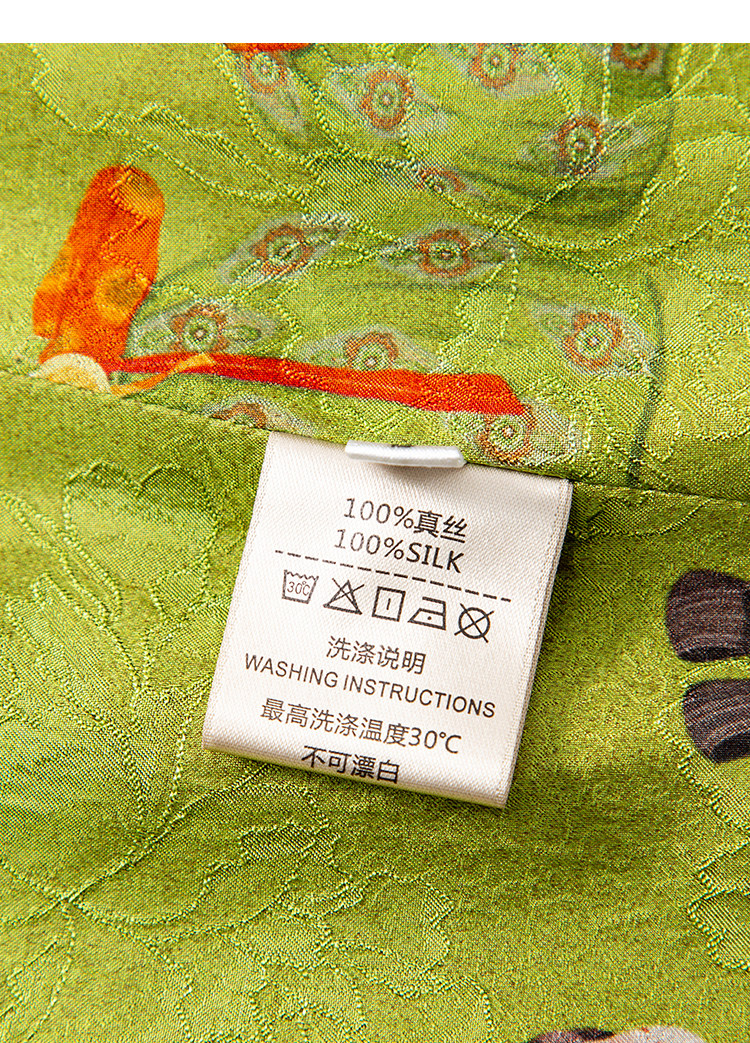 100%真丝
100%SILK
30℃
洗涤说明
WASHING INSTRUCTIONS
最高洗涤温度30℃
不可漂白